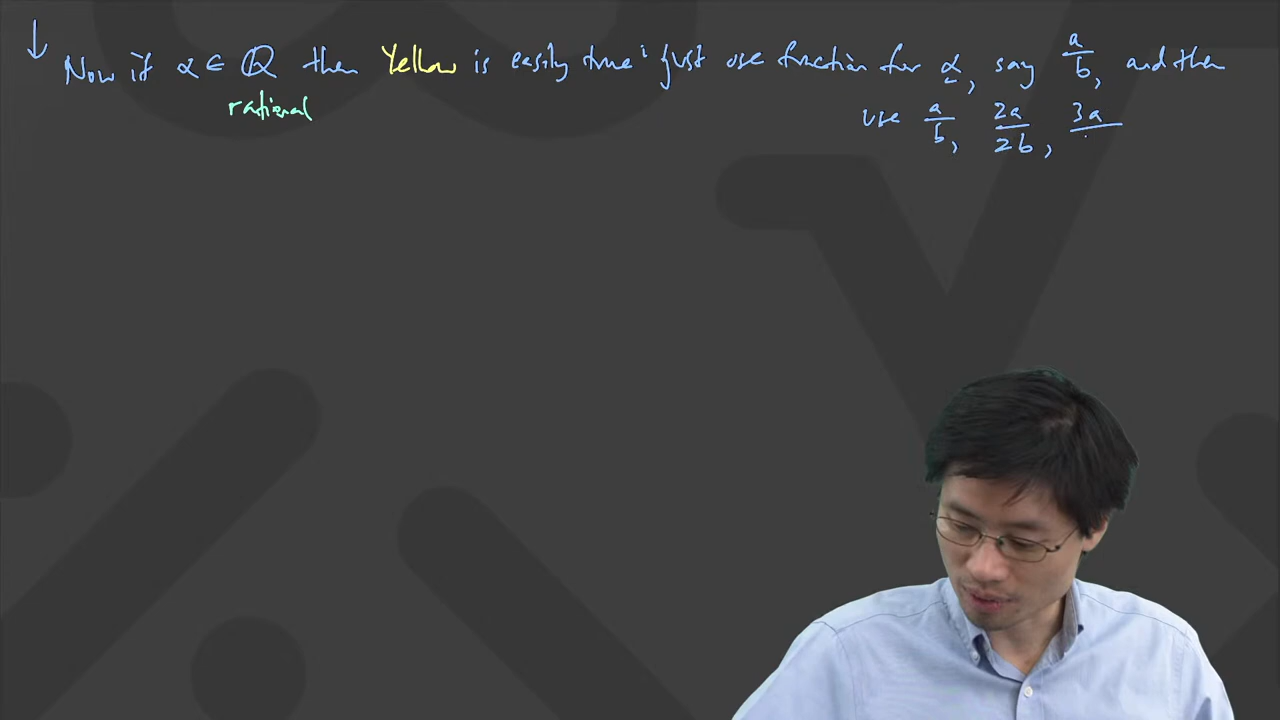 Now if α ∈ ℚ then Yellow is easily true: just use fraction for α, say a/b, and then
rational
use a/b, 2a/2b, 3a